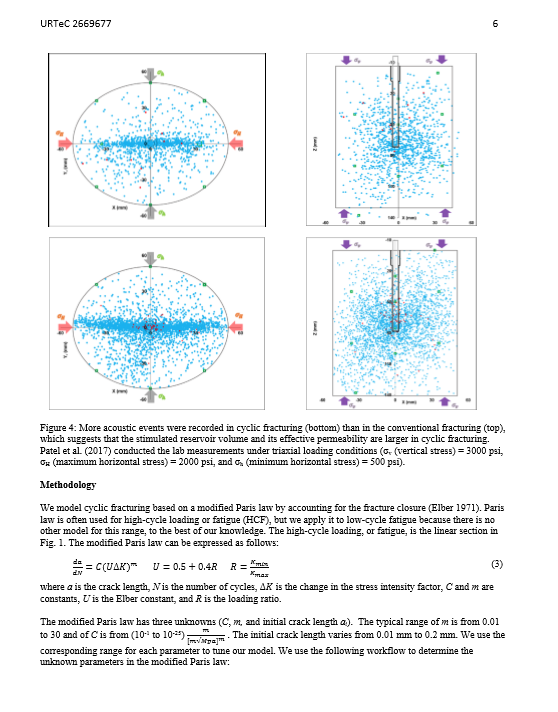 URTeC 2669677
6
Y, (mm)
X (mm)
Z (mm)
X (mm)
Y, (mm)
X (mm)
Z (mm)
X (mm)
Figure 4: More acoustic events were recorded in cyclic fracturing (bottom) than in the conventional fracturing (top),
which suggests that the stimulated reservoir volume and its effective permeability are larger in cyclic fracturing.
Patel et al. (2017) conducted the lab measurements under triaxial loading conditions (σᵥ (vertical stress) = 3000 psi,
σ_H (maximum horizontal stress) = 2000 psi, and σₕ (minimum horizontal stress) = 500 psi).
Methodology
We model cyclic fracturing based on a modified Paris law by accounting for the fracture closure (Elber 1971). Paris
law is often used for high-cycle loading or fatigue (HCF), but we apply it to low-cycle fatigue because there is no
other model for this range, to the best of our knowledge. The high-cycle loading, or fatigue, is the linear section in
Fig. 1. The modified Paris law can be expressed as follows:
da/dN = C(UΔK)^m U = 0.5 + 0.4R R = K_min/K_max (3)
where a is the crack length, N is the number of cycles, ΔK is the change in the stress intensity factor, C and m are
constants, U is the Elber constant, and R is the loading ratio.
The modified Paris law has three unknowns (C, m, and initial crack length aᵢ). The typical range of m is from 0.01
to 30 and of C is from (10⁻¹ to 10⁻²⁵) m/[m√Mpa]^m. The initial crack length varies from 0.01 mm to 0.2 mm. We use the
corresponding range for each parameter to tune our model. We use the following workflow to determine the
unknown parameters in the modified Paris law: